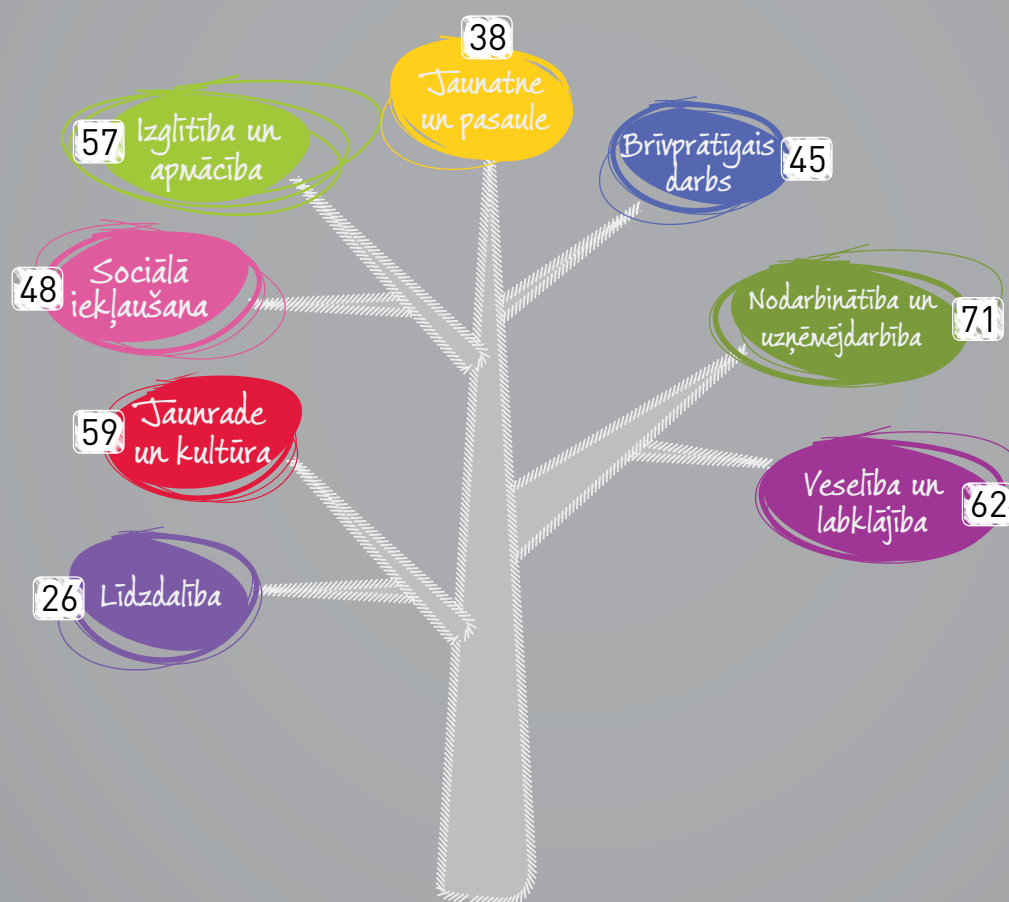 38
Jaunatne
un pasaule
57
Izglītība un
apmācība
Brīvprātīgais
darbs
45
48
Sociālā
iekļaušana
Nodarbinātība un
uzņēmējdarbība
71
59
Jaunrade
un kultūra
Veselība un
labklājība
62
26
Līdzdalība